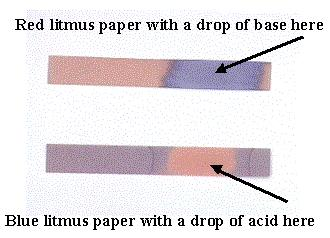 Red litmus paper with a drop of base here
Blue litmus paper with a drop of acid here